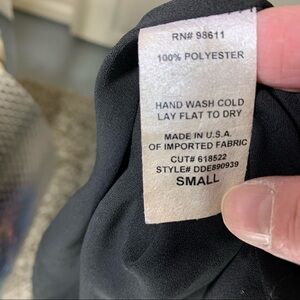 RN# 98611
100% POLYESTER
HAND WASH COLD
LAY FLAT TO DRY
MADE IN U.S.A.
OF IMPORTED FABRIC
CUT# 618522
STYLE# DDE890939
SMALL